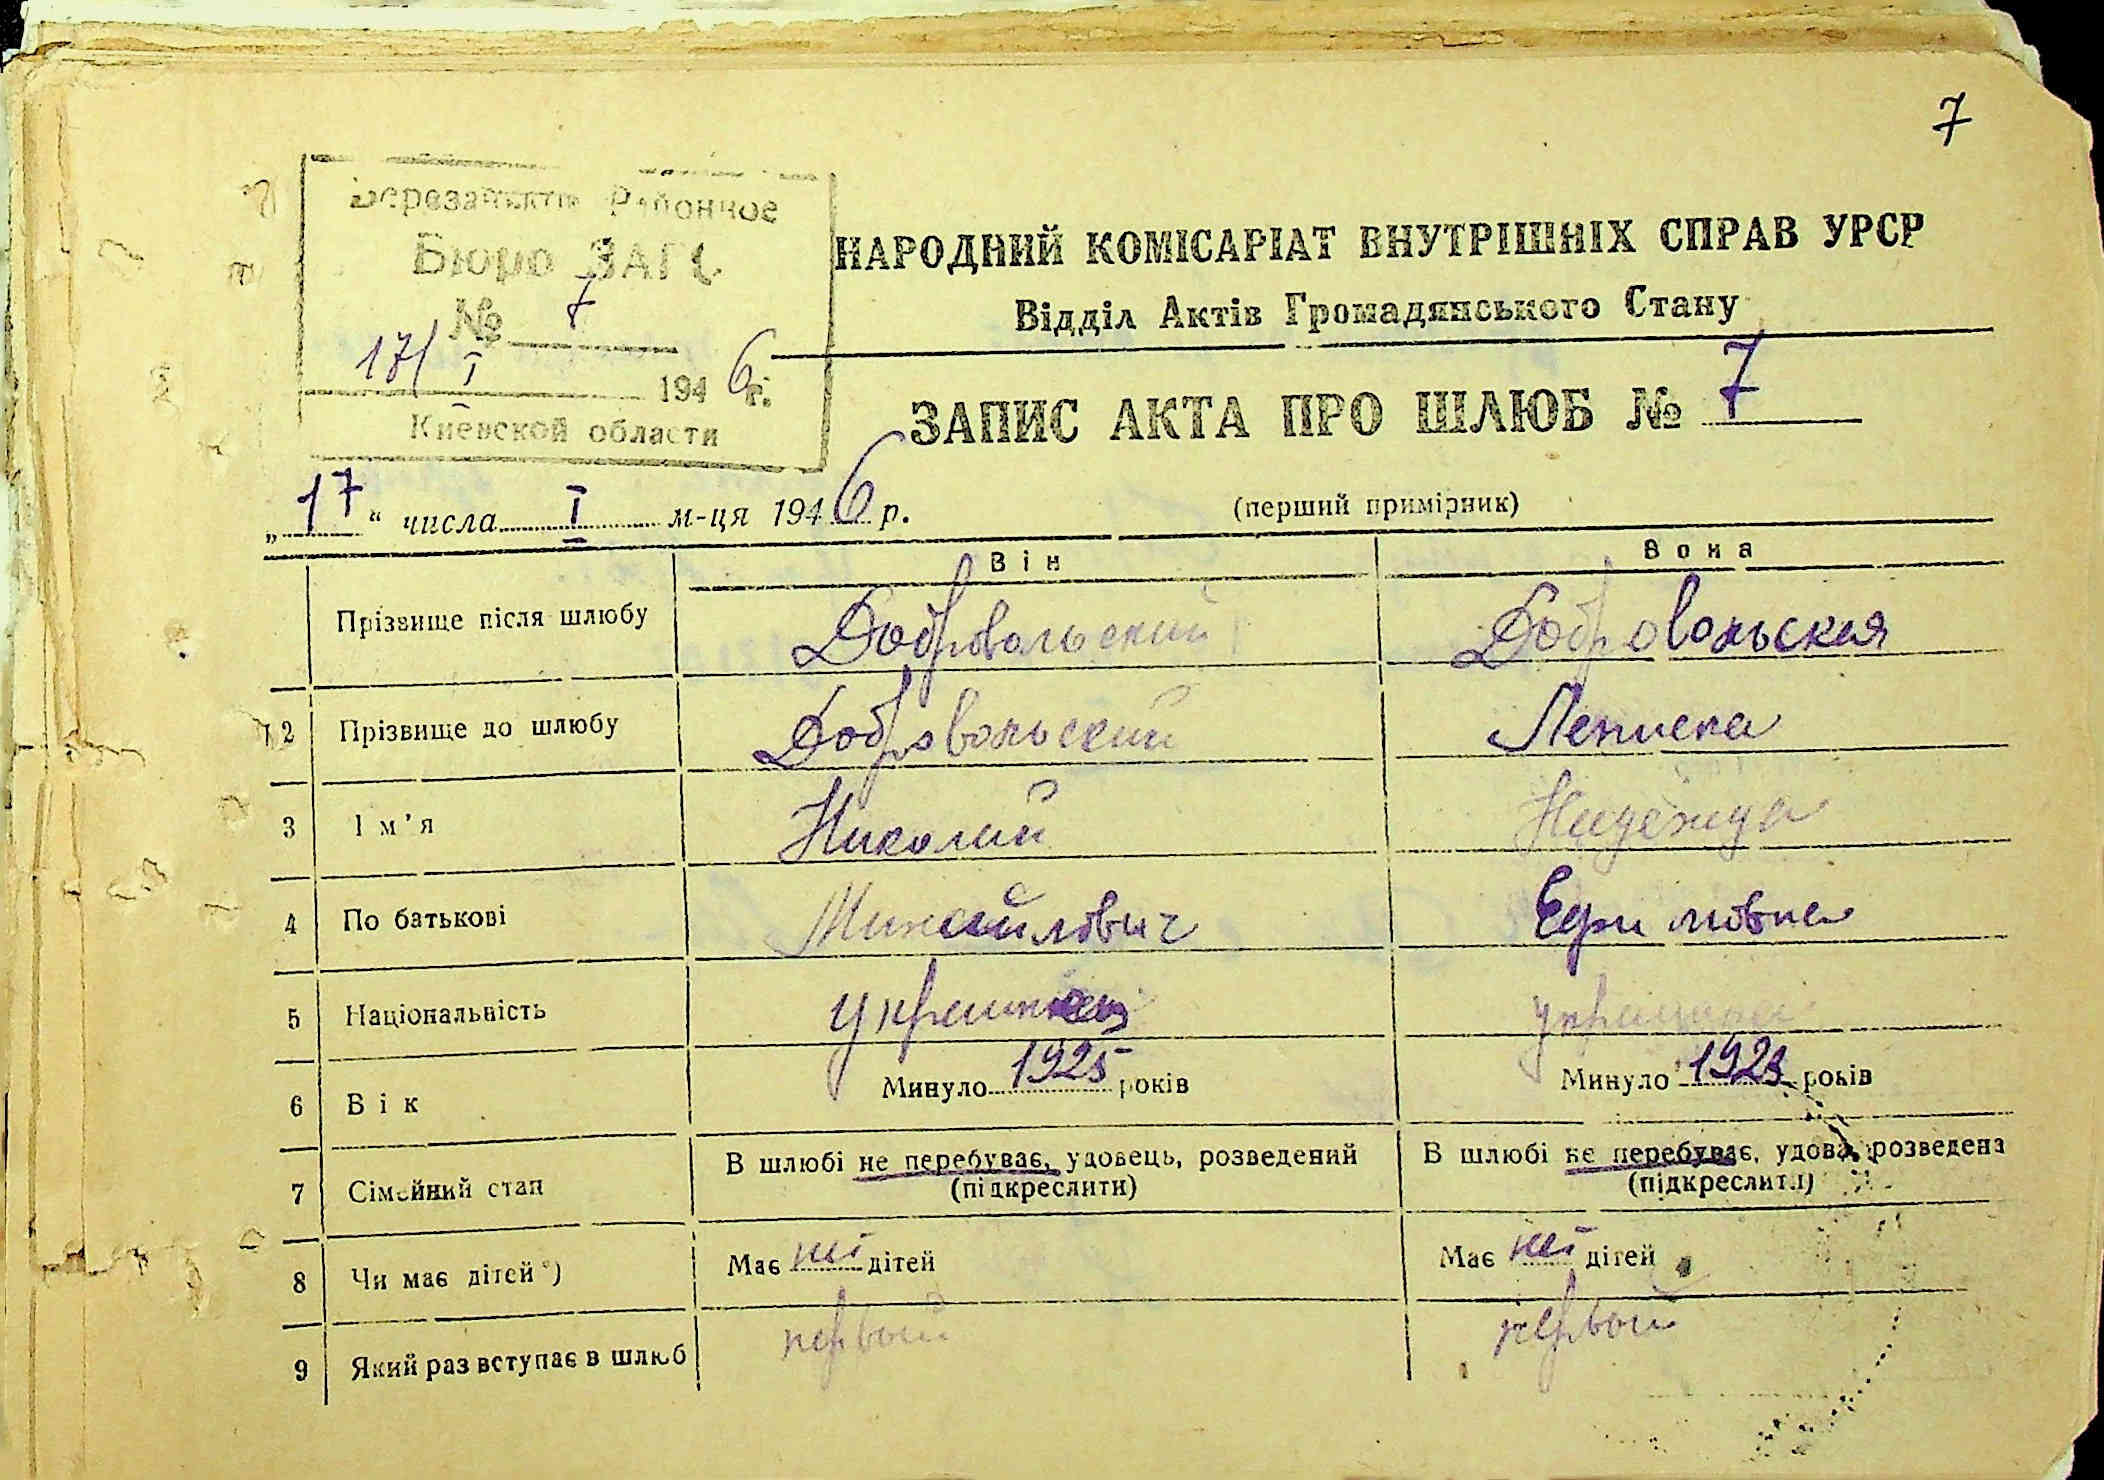 7
Березанское Районное
Бюро ЗАГС
№ 7
17/I 1946 г.
Киевской области
НАРОДНИЙ КОМІСАРІАТ ВНУТРІШНІХ СПРАВ УРСР
Відділ Актів Громадянського Стану
ЗАПИС АКТА ПРО ШЛЮБ № 7
„17“ числа I м-ця 1946 р. (перший примірник)
Він Вона
Прізвище після шлюбу Добровольский Добровольская
2 Прізвище до шлюбу Добровольский
3 Ім'я Николай Надежда
4 По батькові Михайлович Ефимовна
5 Національність украинец украинка
6 Вік Минуло 1925 років Минуло 192 років
7 Сімейний стан В шлюбі не перебуває, удовець, розведений (підкреслити) В шлюбі не перебуває, удова, розведена (підкреслити)
8 Чи має дітей*) Має ні дітей Має ні дітей
9 Який раз вступає в шлюб первый первый